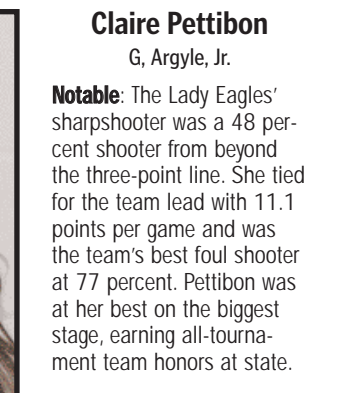 Claire Pettibon
G, Argyle, Jr.
Notable: The Lady Eagles'
sharpshooter was a 48 per-
cent shooter from beyond
the three-point line. She tied
for the team lead with 11.1
points per game and was
the team's best foul shooter
at 77 percent. Pettibon was
at her best on the biggest
stage, earning all-tourna-
ment team honors at state.